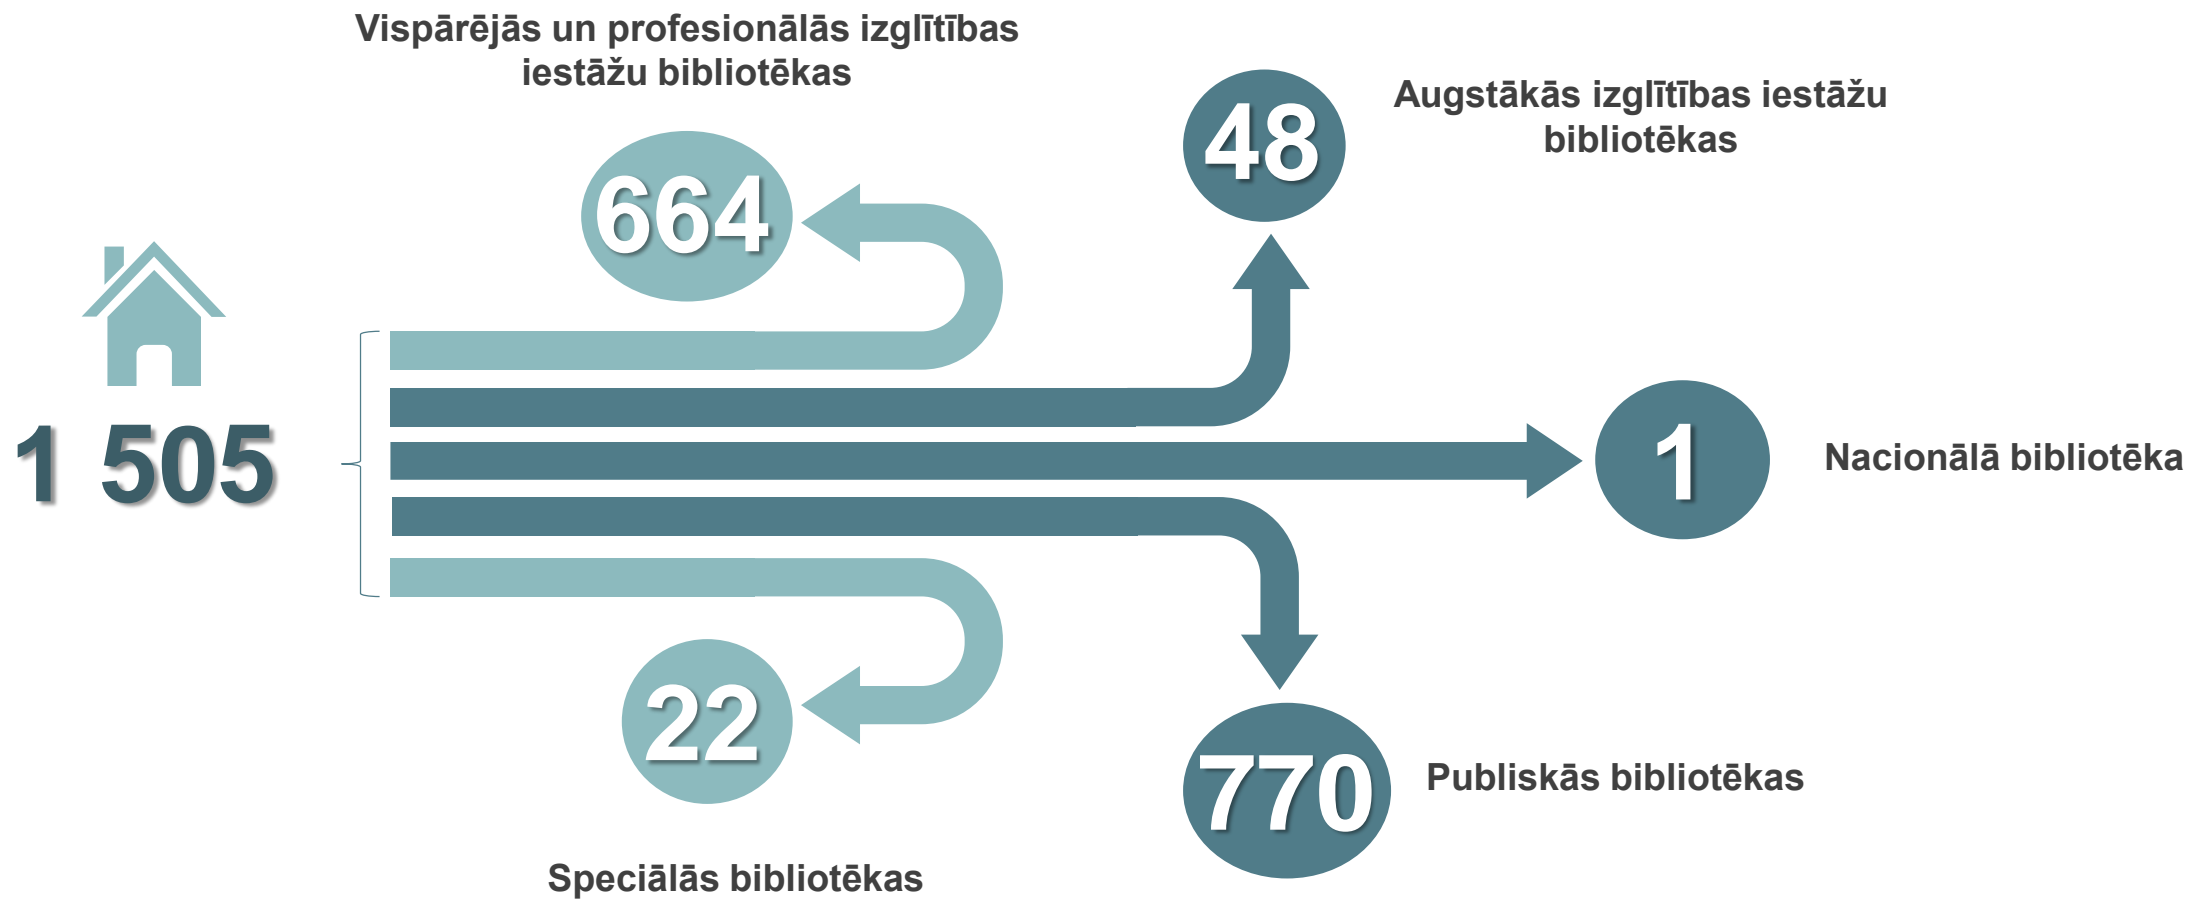 Vispārējās un profesionālās izglītības
iestāžu bibliotēkas
664
48
Augstākās izglītības iestāžu
bibliotēkas
1 505
1
Nacionālā bibliotēka
22
Speciālās bibliotēkas
770
Publiskās bibliotēkas